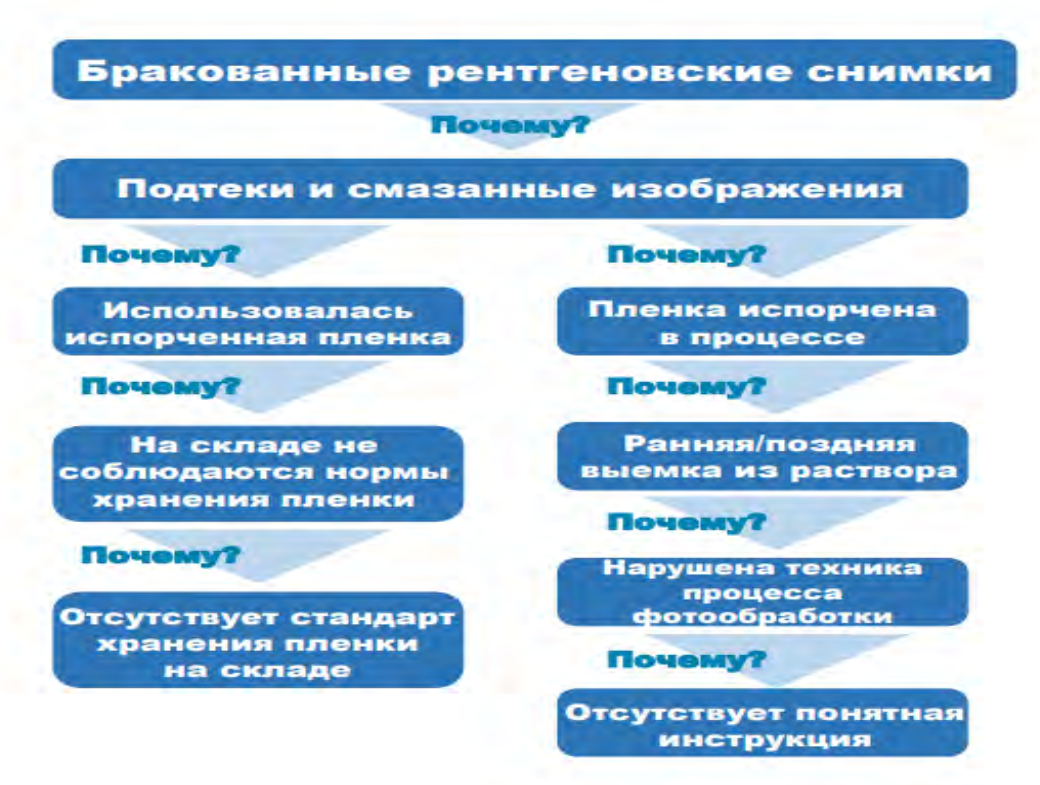 Бракованные рентгеновские снимки
Почему?
Подтеки и смазанные изображения
Почему?
Использовалась
испорченная пленка
Почему?
На складе не
соблюдаются нормы
хранения пленки
Почему?
Отсутствует стандарт
хранения пленки
на складе
Почему?
Пленка испорчена
в процессе
Почему?
Ранняя/поздняя
выемка из раствора
Почему?
Нарушена техника
процесса
фотообработки
Почему?
Отсутствует понятная
инструкция